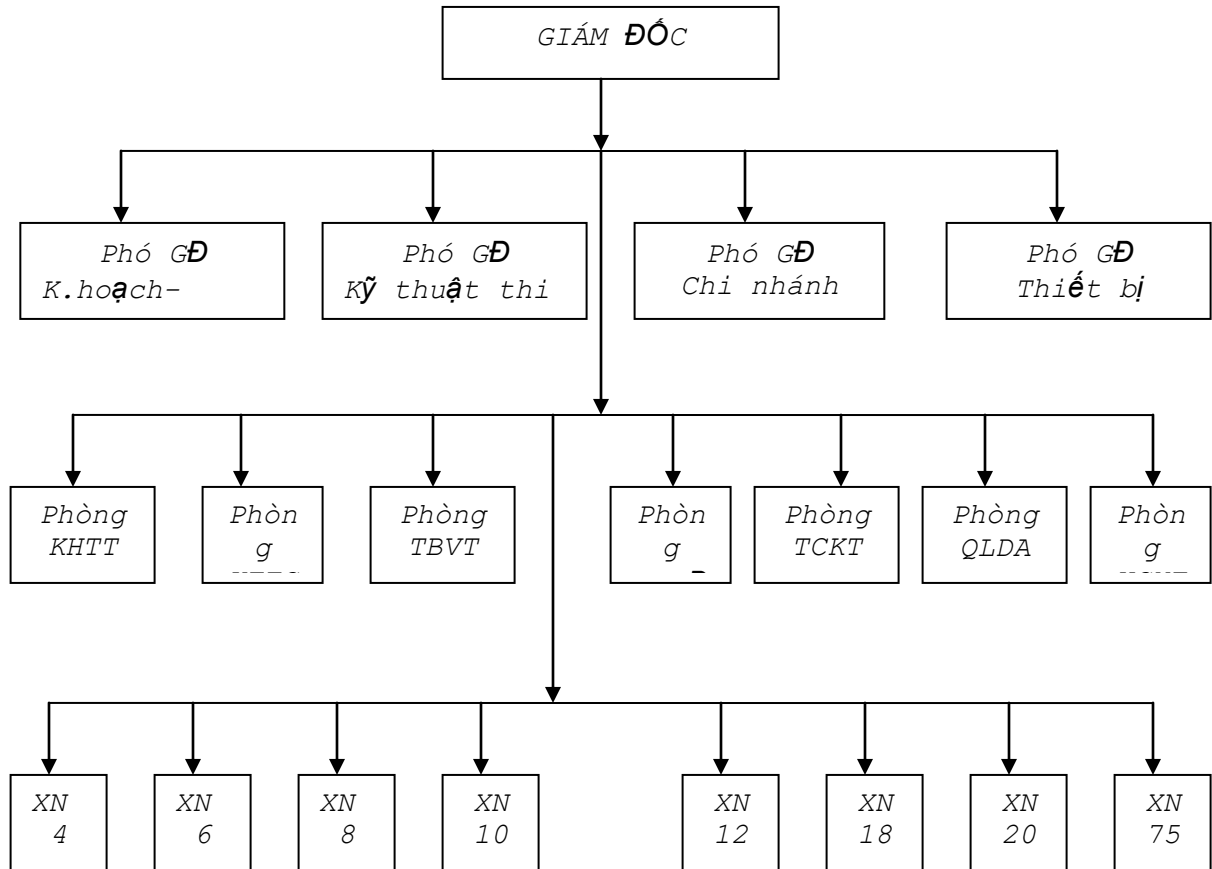 GIÁM ĐỐC
Phó GĐ
K.hoạch-
Phó GĐ
Kỹ thuật thi
Phó GĐ
Chi nhánh
Phó GĐ
Thiết bị
Phòng
KHTT
Phòn
g
Phòng
TBVT
Phòn
g
Phòng
TCKT
Phòng
QLDA
Phòn
g
XN
4
XN
6
XN
8
XN
10
XN
12
XN
18
XN
20
XN
75